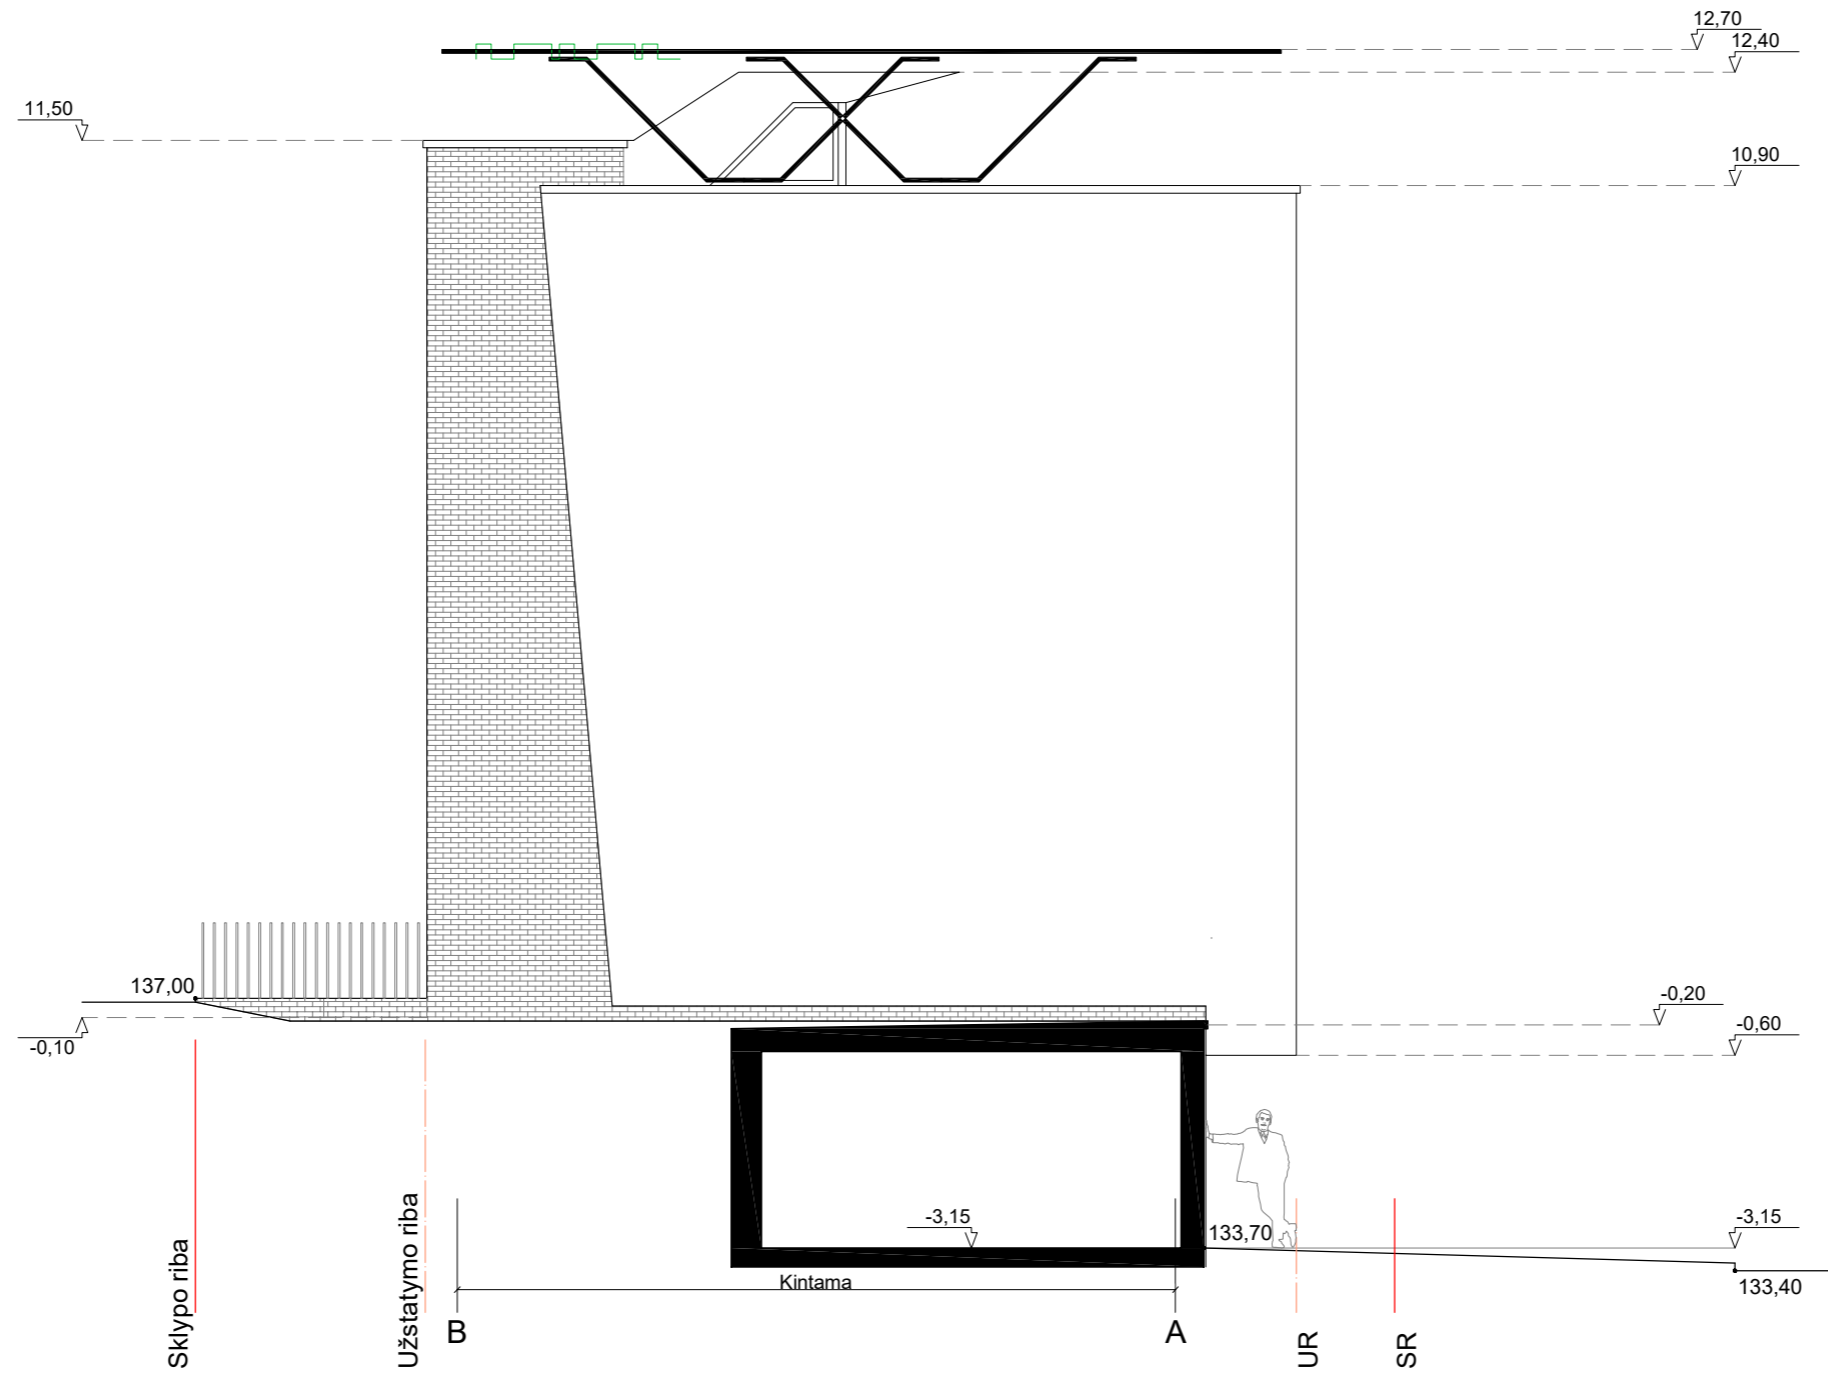 12,70
12,40
11,50
10,90
137,00
-0,20
-0,10
-0,60
-3,15
133,70
-3,15
Kintama
133,40
Sklypo riba
Užstatymo riba
B
A
UR
SR